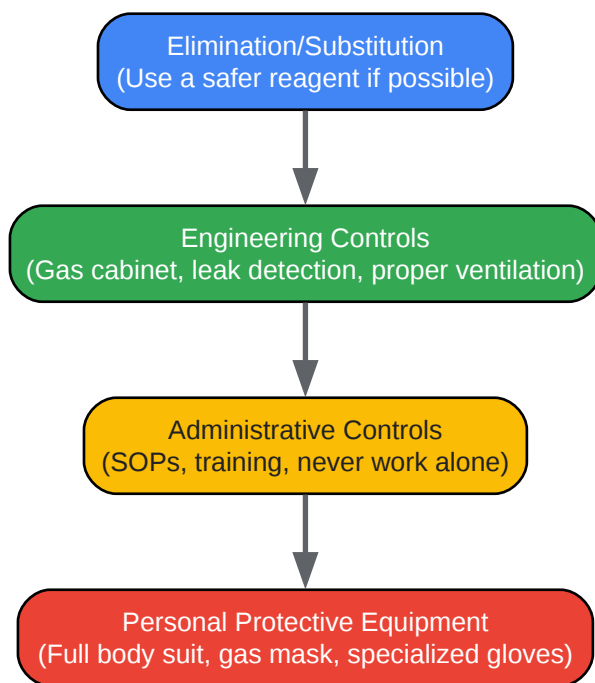 Elimination/Substitution
(Use a safer reagent if possible)
Engineering Controls
(Gas cabinet, leak detection, proper ventilation)
Administrative Controls
(SOPs, training, never work alone)
Personal Protective Equipment
(Full body suit, gas mask, specialized gloves)